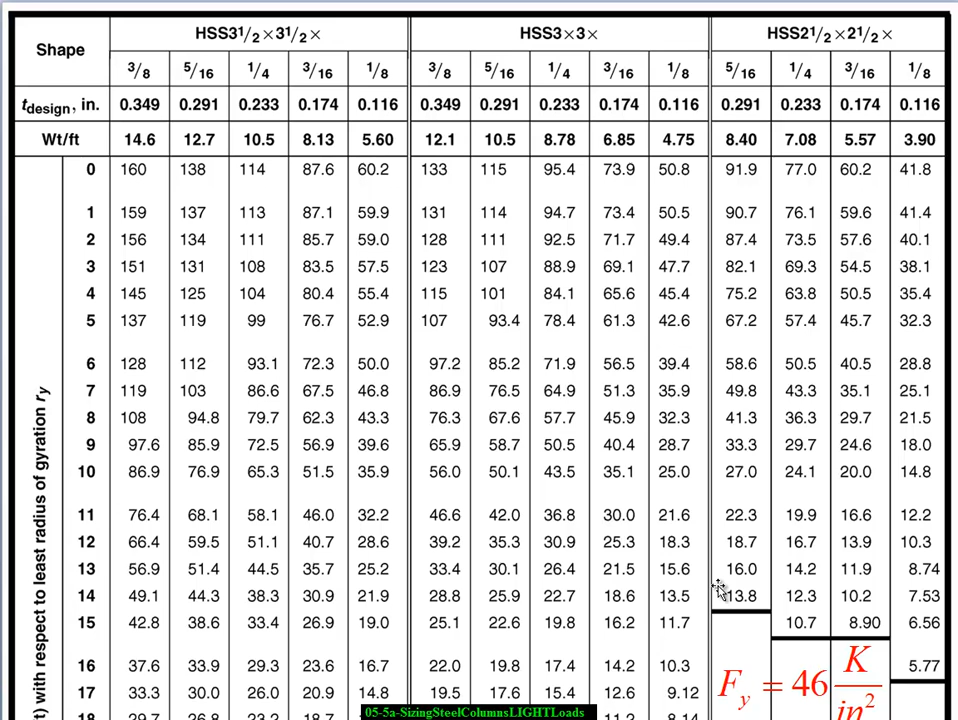 Shape HSS3 1/2×3 1/2× HSS3×3× HSS2 1/2×2 1/2×
3/8 5/16 1/4 3/16 1/8 3/8 5/16 1/4 3/16 1/8 5/16 1/4 3/16 1/8
tdesign, in. 0.349 0.291 0.233 0.174 0.116 0.349 0.291 0.233 0.174 0.116 0.291 0.233 0.174 0.116
Wt/ft 14.6 12.7 10.5 8.13 5.60 12.1 10.5 8.78 6.85 4.75 8.40 7.08 5.57 3.90
0 160 138 114 87.6 60.2 133 115 95.4 73.9 50.8 91.9 77.0 60.2 41.8
1 159 137 113 87.1 59.9 131 114 94.7 73.4 50.5 90.7 76.1 59.6 41.4
2 156 134 111 85.7 59.0 128 111 92.5 71.7 49.4 87.4 73.5 57.6 40.1
3 151 131 108 83.5 57.5 123 107 88.9 69.1 47.7 82.1 69.3 54.5 38.1
4 145 125 104 80.4 55.4 115 101 84.1 65.6 45.4 75.2 63.8 50.5 35.4
5 137 119 99 76.7 52.9 107 93.4 78.4 61.3 42.6 67.2 57.4 45.7 32.3
6 128 112 93.1 72.3 50.0 97.2 85.2 71.9 56.5 39.4 58.6 50.5 40.5 28.8
7 119 103 86.6 67.5 46.8 86.9 76.5 64.9 51.3 35.9 49.8 43.3 35.1 25.1
8 108 94.8 79.7 62.3 43.3 76.3 67.6 57.7 45.9 32.3 41.3 36.3 29.7 21.5
9 97.6 85.9 72.5 56.9 39.6 65.9 58.7 50.5 40.4 28.7 33.3 29.7 24.6 18.0
10 86.9 76.9 65.3 51.5 35.9 56.0 50.1 43.5 35.1 25.0 27.0 24.1 20.0 14.8
11 76.4 68.1 58.1 46.0 32.2 46.6 42.0 36.8 30.0 21.6 22.3 19.9 16.6 12.2
12 66.4 59.5 51.1 40.7 28.6 39.2 35.3 30.9 25.3 18.3 18.7 16.7 13.9 10.3
13 56.9 51.4 44.5 35.7 25.2 33.4 30.1 26.4 21.5 15.6 16.0 14.2 11.9 8.74
14 49.1 44.3 38.3 30.9 21.9 28.8 25.9 22.7 18.6 13.5 13.8 12.3 10.2 7.53
15 42.8 38.6 33.4 26.9 19.0 25.1 22.6 19.8 16.2 11.7 10.7 8.90 6.56
16 37.6 33.9 29.3 23.6 16.7 22.0 19.8 17.4 14.2 10.3 5.77
17 33.3 30.0 26.0 20.9 14.8 19.5 17.6 15.4 12.6 9.12
18 29.7 26.8 23.2 18.7 11.2 8.14
t) with respect to least radius of gyration ry
Fy = 46 K/in²
05-5a-SizingSteelColumnsLIGHTLoads